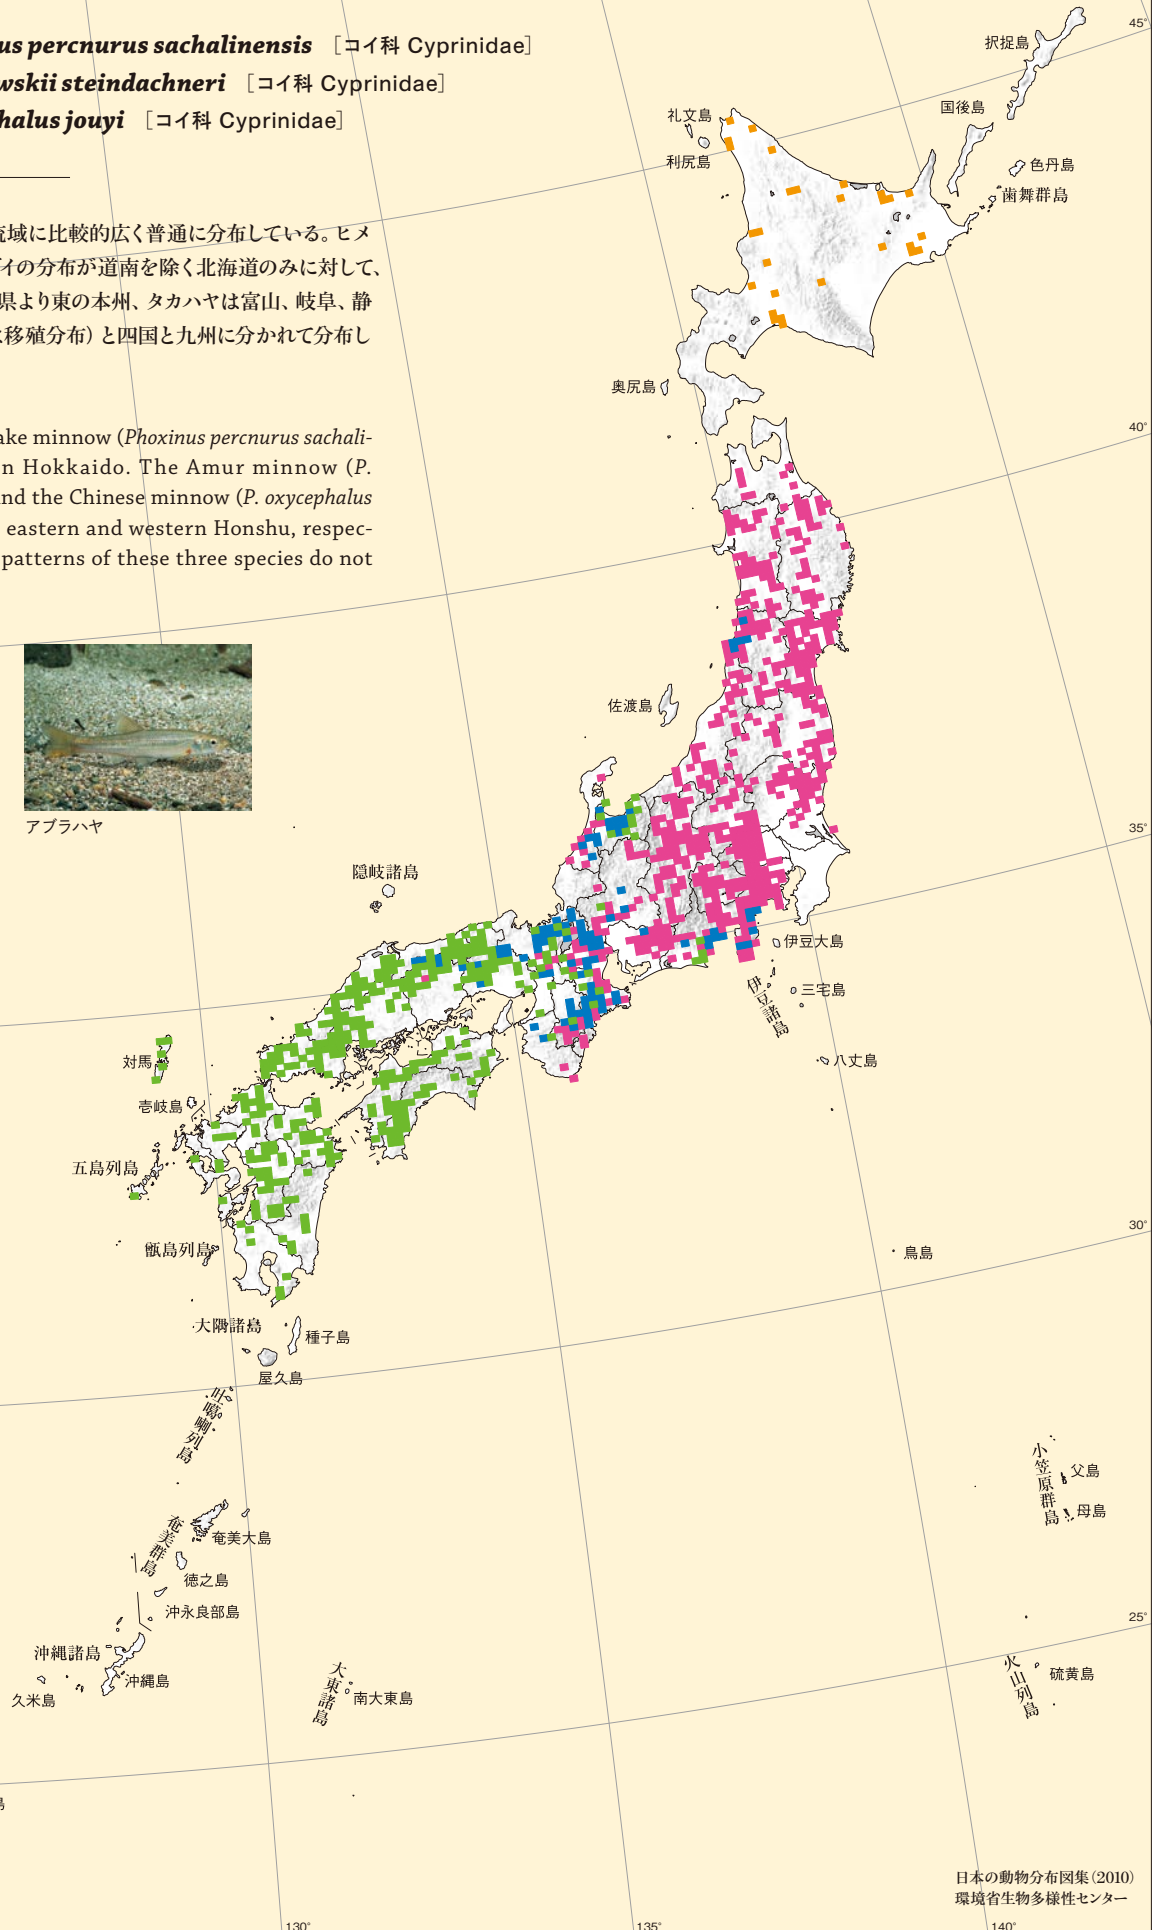 us percnurus sachalinensis ［コイ科 Cyprinidae］
wskii steindachneri ［コイ科 Cyprinidae］
halus jouyi ［コイ科 Cyprinidae］
流域に比較的広く普通に分布している。ヒメ
イの分布が道南を除く北海道のみに対して、
県より東の本州、タカハヤは富山、岐阜、静
移植分布）と四国と九州に分かれて分布し
ake minnow (Phoxinus percnurus sachali-
n Hokkaido. The Amur minnow (P.
nd the Chinese minnow (P. oxycephalus
eastern and western Honshu, respec-
patterns of these three species do not
アブラハヤ
45°
択捉島
国後島
礼文島
利尻島
色丹島
歯舞群島
奥尻島
40°
佐渡島
35°
隠岐諸島
伊豆大島
伊豆諸島
三宅島
八丈島
対馬
壱岐島
五島列島
甑島列島
30°
鳥島
大隅諸島
種子島
屋久島
吐噶喇列島
小笠原群島
父島
母島
奄美群島
奄美大島
徳之島
沖永良部島
25°
沖縄諸島
沖縄島
久米島
大東諸島
南大東島
火山列島
硫黄島
島
日本の動物分布図集（2010）
環境省生物多様性センター
130°
135°
140°